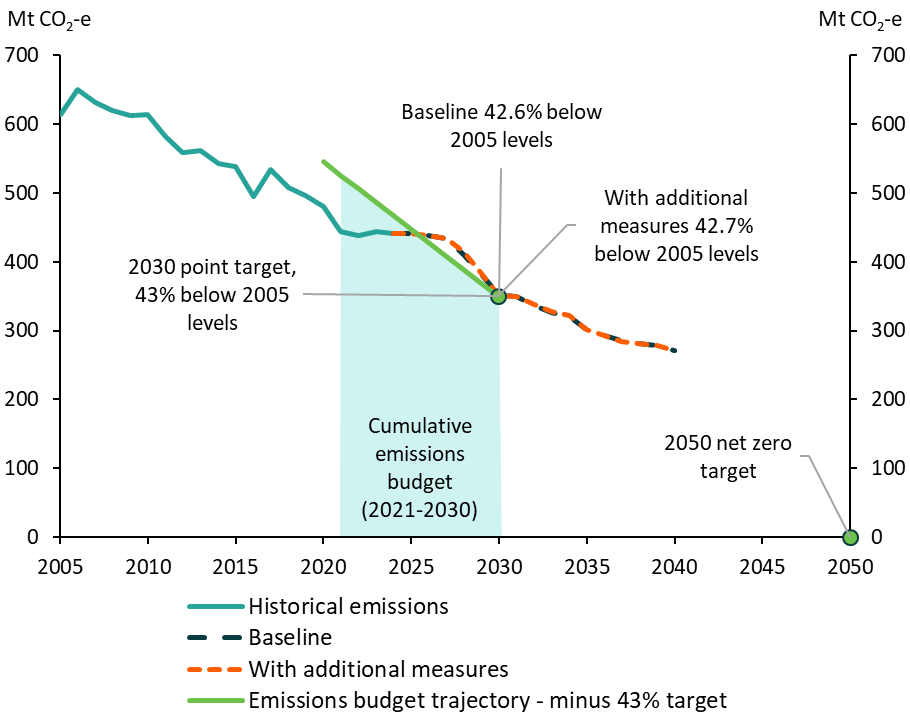 Mt CO₂-e
Mt CO₂-e
700
600
500
400
300
200
100
0
700
600
500
400
300
200
100
0
Baseline 42.6% below
2005 levels
With additional
measures 42.7%
below 2005 levels
2030 point target,
43% below 2005
levels
Cumulative
emissions
budget
(2021-2030)
2050 net zero
target
2005 2010 2015 2020 2025 2030 2035 2040 2045 2050
Historical emissions
Baseline
With additional measures
Emissions budget trajectory - minus 43% target